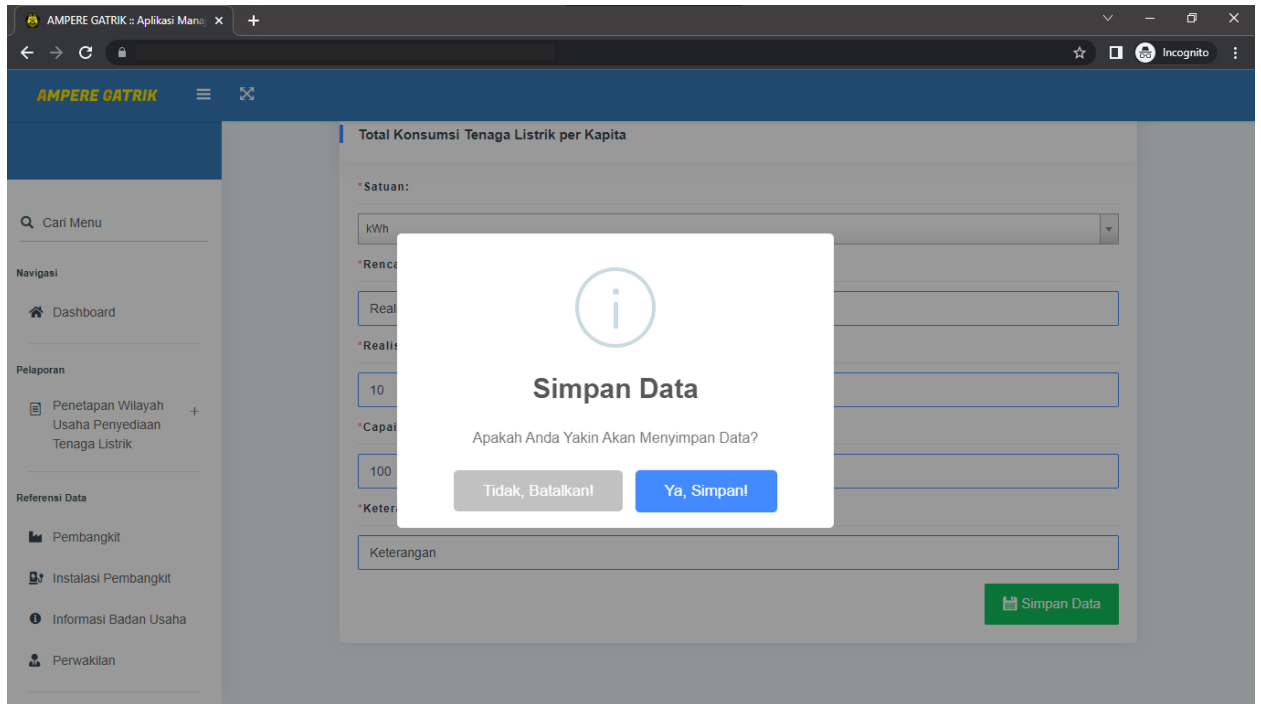 AMPERE GATRIK :: Aplikasi Mana
Incognito
AMPERE GATRIK
Cari Menu
Navigasi
Dashboard
Pelaporan
Penetapan Wilayah
Usaha Penyediaan
Tenaga Listrik
Referensi Data
Pembangkit
Instalasi Pembangkit
Informasi Badan Usaha
Perwakilan
Total Konsumsi Tenaga Listrik per Kapita
*Satuan:
kWh
*Renca
Real
*Realis
10
*Capai
100
*Keter
Keterangan
Simpan Data
Simpan Data
Apakah Anda Yakin Akan Menyimpan Data?
Tidak, Batalkan!
Ya, Simpan!